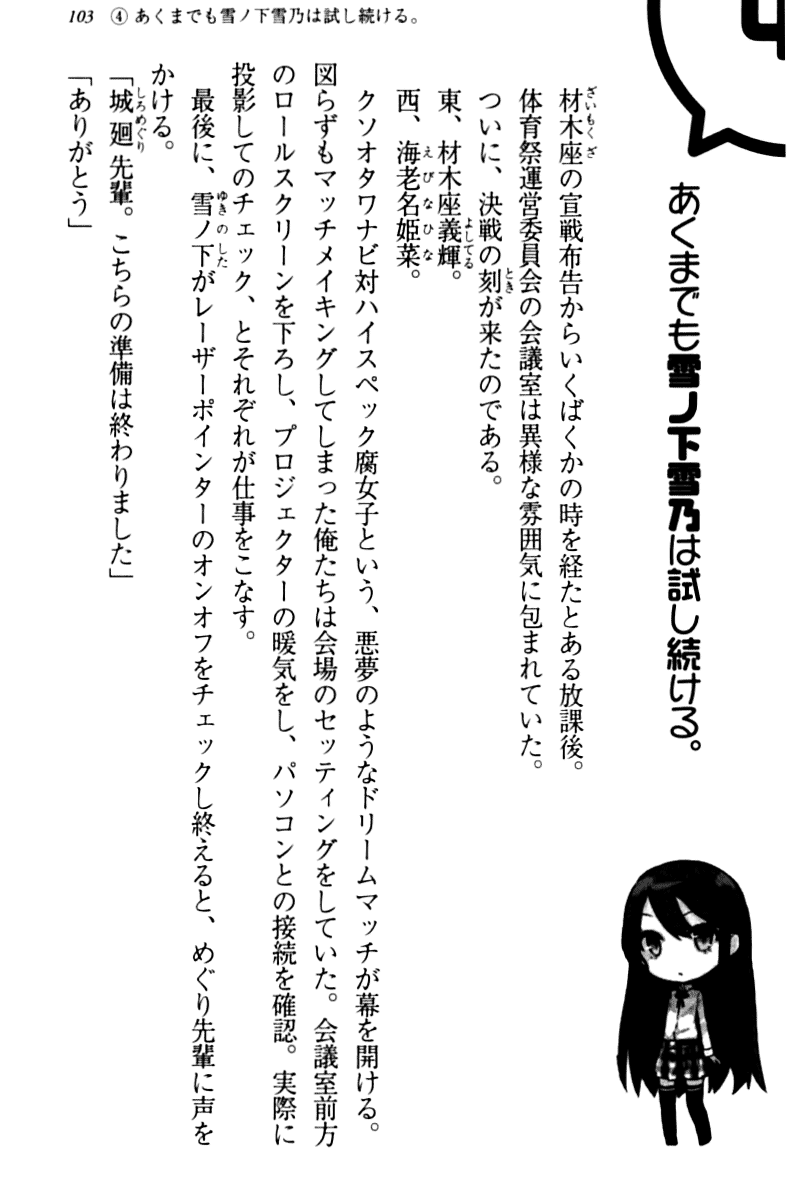 103 ④ あくまでも雪ノ下雪乃は試し続ける。
あくまでも雪ノ下雪乃は試し続ける。
材木座の宣戦布告からいくばくかの時を経たとある放課後。
体育祭運営委員会の会議室は異様な雰囲気に包まれていた。
ついに、決戦の刻が来たのである。
東、材木座義輝。
西、海老名姫菜。
クソオタワナビ対ハイスペック腐女子という、悪夢のようなドリームマッチが幕を開ける。
図らずもマッチメイキングしてしまった俺たちは会場のセッティングをしていた。会議室前方
のロールスクリーンを下ろし、プロジェクターの暖気をし、パソコンとの接続を確認。実際に
投影してのチェック、とそれぞれが仕事をこなす。
最後に、雪ノ下がレーザーポインターのオンオフをチェックし終えると、めぐり先輩に声を
かける。
「城廻先輩。こちらの準備は終わりました」
「ありがとう」